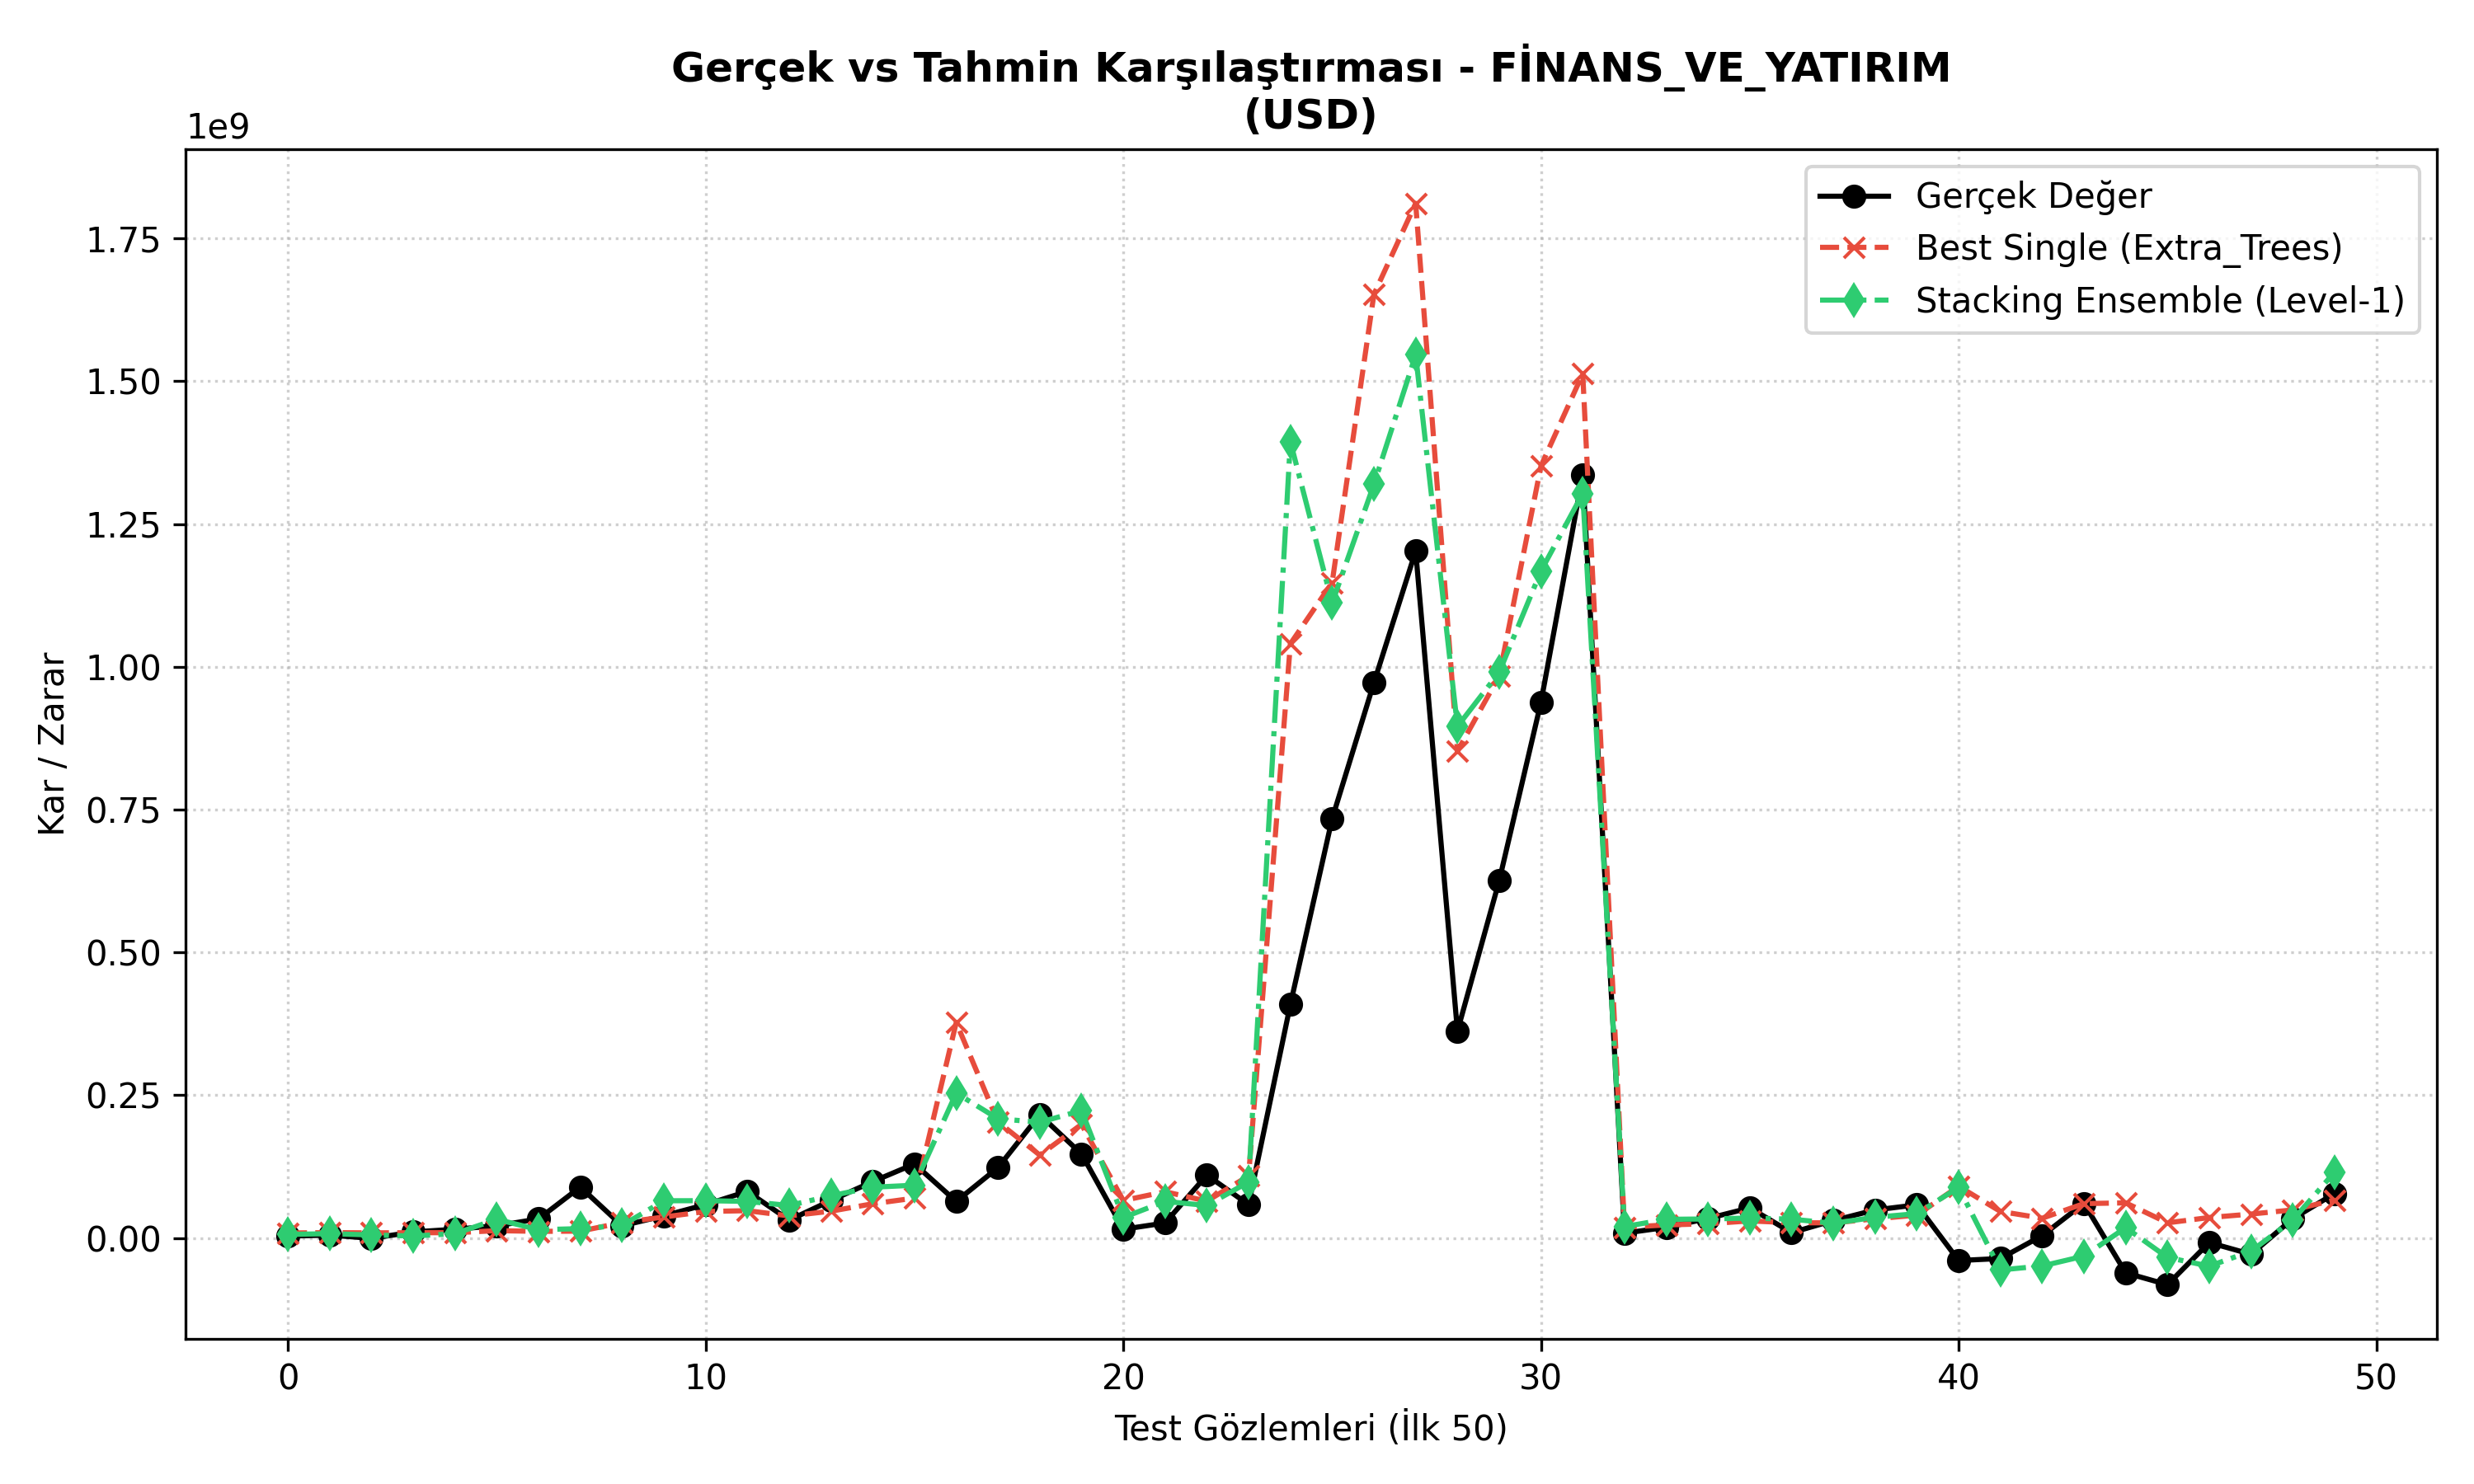 Gerçek vs Tahmin Karşılaştırması - FİNANS_VE_YATIRIM
(USD)
1e9
Gerçek Değer
Best Single (Extra_Trees)
Stacking Ensemble (Level-1)
1.75
1.50
1.25
1.00
0.75
0.50
0.25
0.00
Kar / Zarar
0 10 20 30 40 50
Test Gözlemleri (İlk 50)